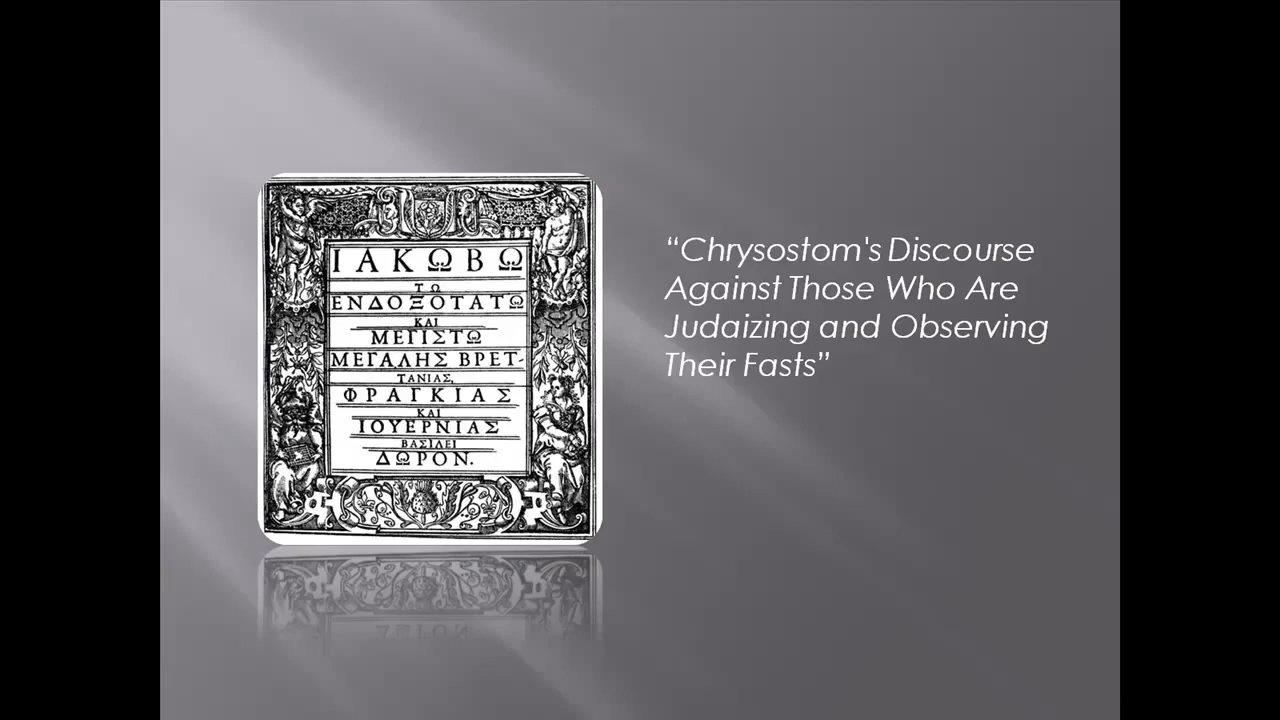 ΙΑΚΩΒΩ
ΤΩ
ΕΝΔΟΞΟΤΑΤΩ
ΚΑΙ
ΜΕΓΙΣΤΩ
ΜΕΓΑΛΗΣ ΒΡΕΤ-
ΤΑΝΙΑΣ,
ΦΡΑΓΚΙΑΣ
ΚΑΙ
ΙΟΥΕΡΝΙΑΣ
ΒΑΣΙΛΕΙ
ΔΩΡΟΝ.
“Chrysostom's Discourse
Against Those Who Are
Judaizing and Observing
Their Fasts”